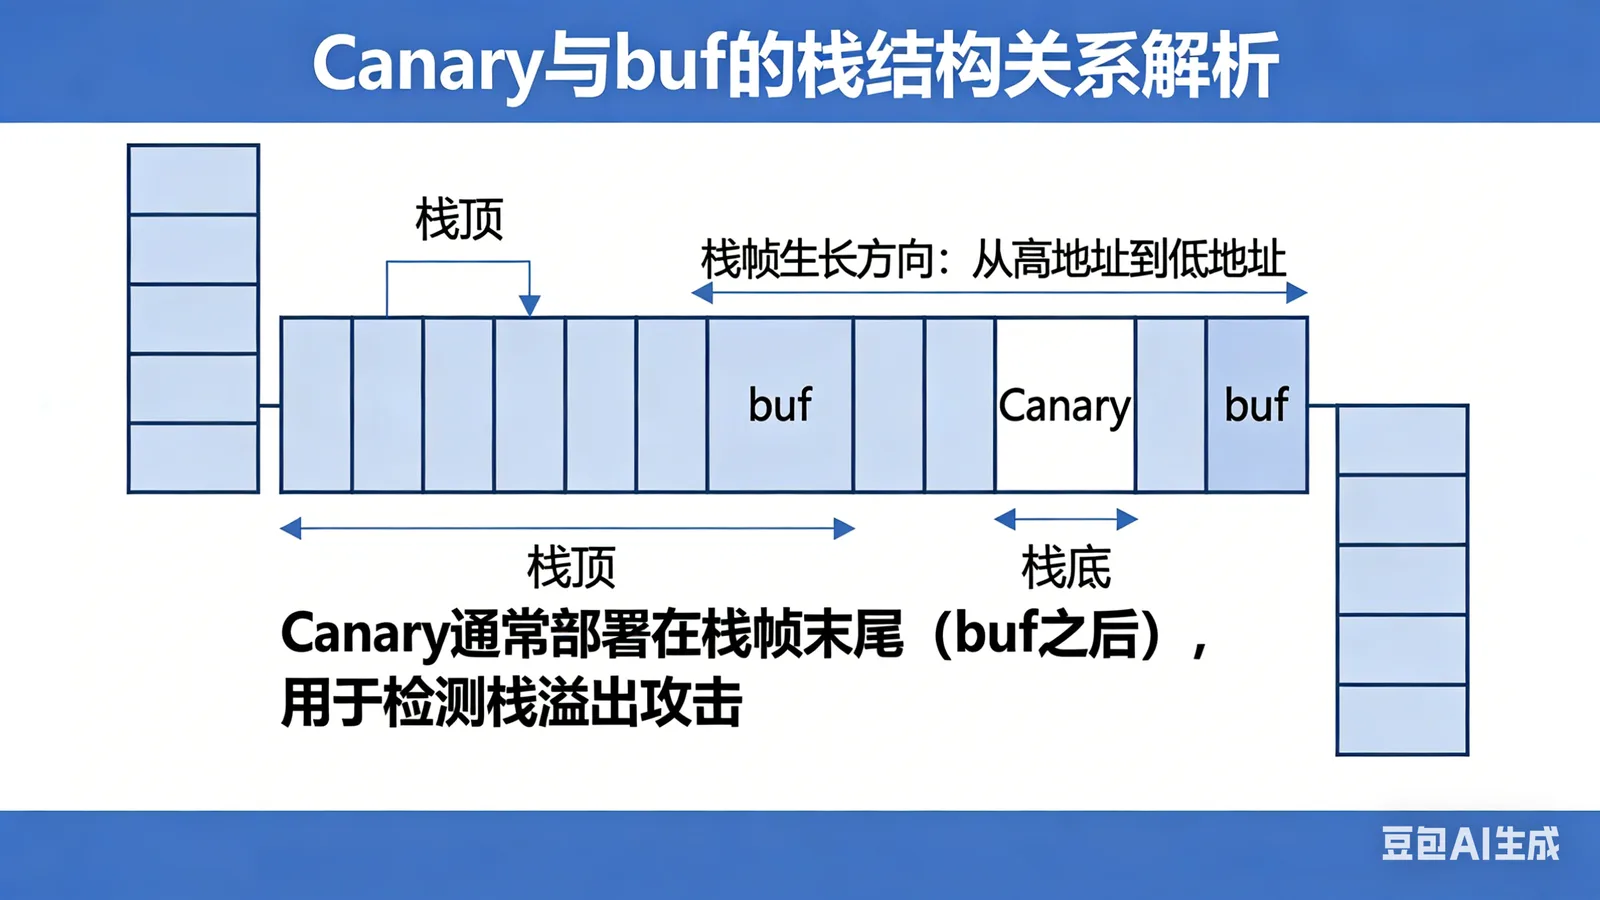 Canary与buf的栈结构关系解析
栈顶
栈帧生长方向：从高地址到低地址
buf
Canary
buf
栈顶
栈底
Canary通常部署在栈帧末尾（buf之后），
用于检测栈溢出攻击
豆包AI生成